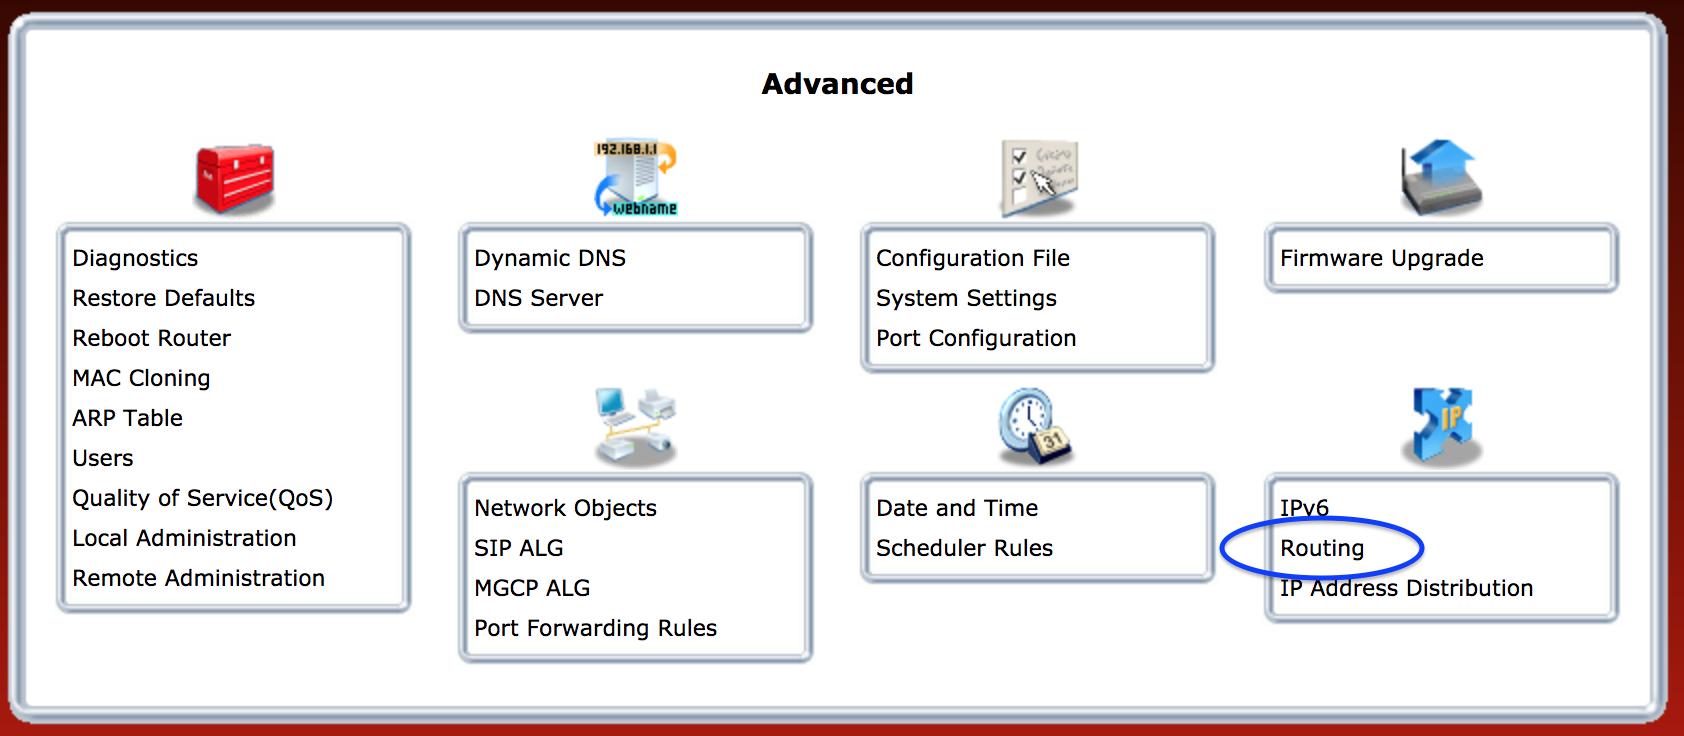 Advanced
192.168.1.1
webname
31
IP
Diagnostics
Restore Defaults
Reboot Router
MAC Cloning
ARP Table
Users
Quality of Service(QoS)
Local Administration
Remote Administration
Dynamic DNS
DNS Server
Configuration File
System Settings
Port Configuration
Firmware Upgrade
Network Objects
SIP ALG
MGCP ALG
Port Forwarding Rules
Date and Time
Scheduler Rules
IPv6
Routing
IP Address Distribution